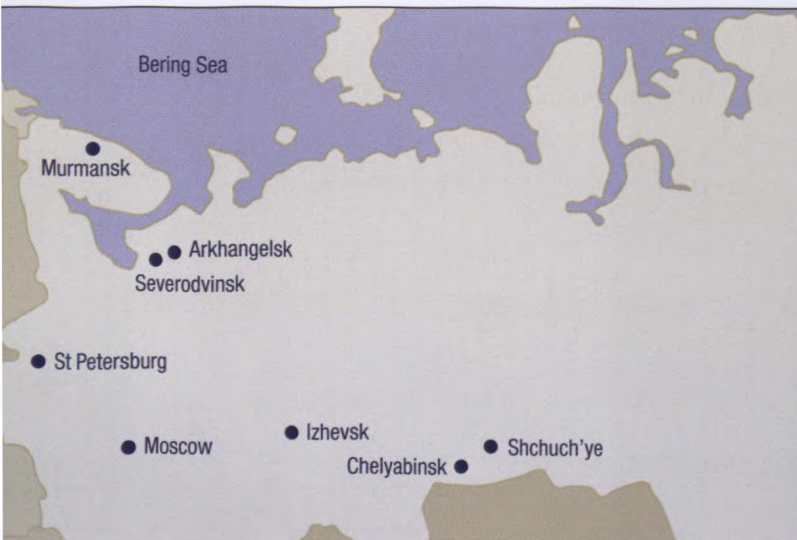 Bering Sea
Murmansk
Arkhangelsk
Severodvinsk
St Petersburg
Izhevsk
Moscow
Shchuch'ye
Chelyabinsk